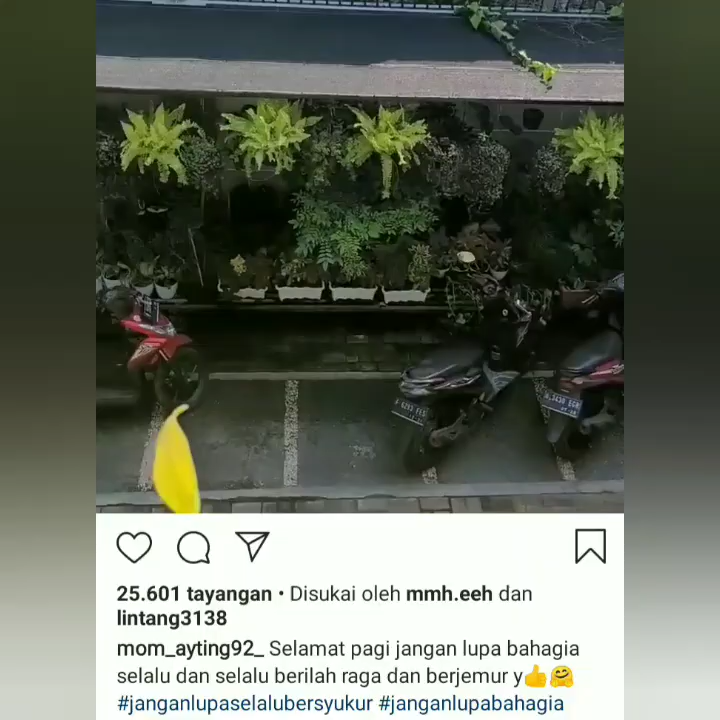 25.601 tayangan • Disukai oleh mmh.eeh dan
lintang3138
mom_ayting92_ Selamat pagi jangan lupa bahagia
selalu dan selalu berilah raga dan berjemur y👍🤗
#janganlupaselalubersyukur #janganlupabahagia